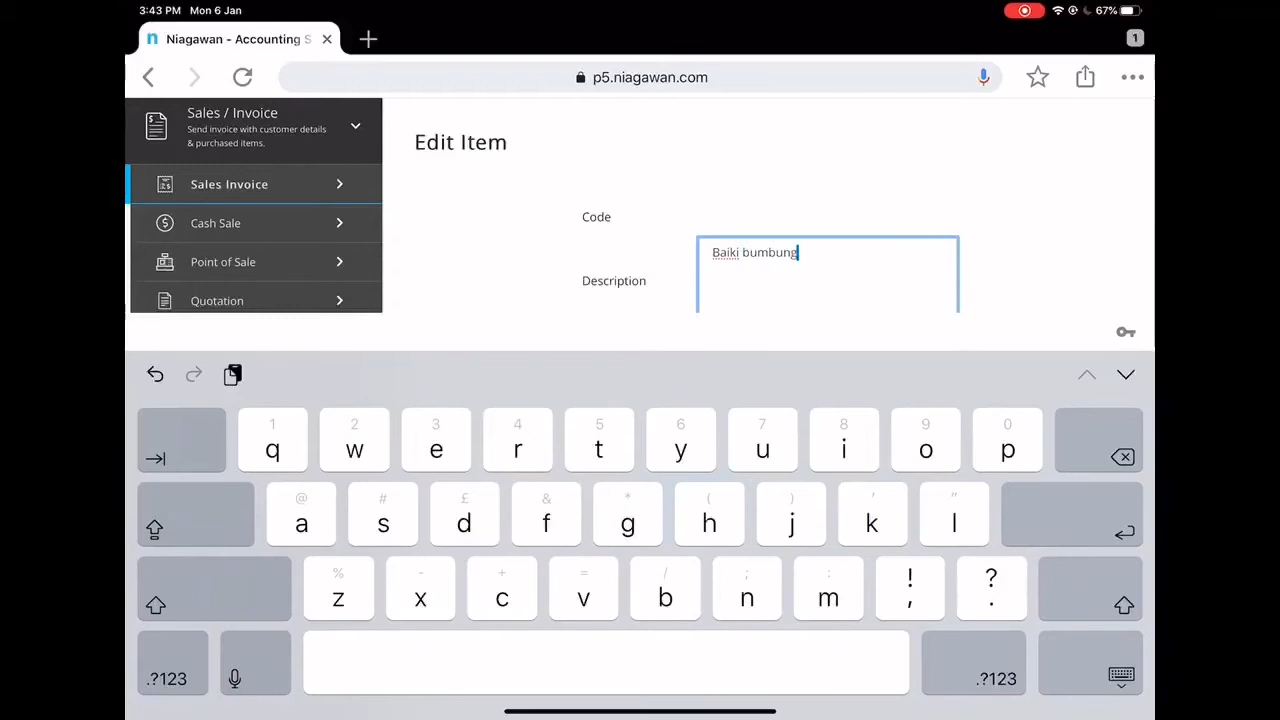 3:43 PM Mon 6 Jan
67%
Niagawan - Accounting S
1
p5.niagawan.com
Sales / Invoice
Send invoice with customer details
& purchased items.
Sales Invoice
Cash Sale
Point of Sale
Quotation
Edit Item
Code
Description
Baiki bumbung
1 2 3 4 5 6 7 8 9 0
q w e r t y u i o p
@ # £ & * ( ) ' "
a s d f g h j k l
% - + = / ; : ! ?
z x c v b n m , .
.?123 .?123